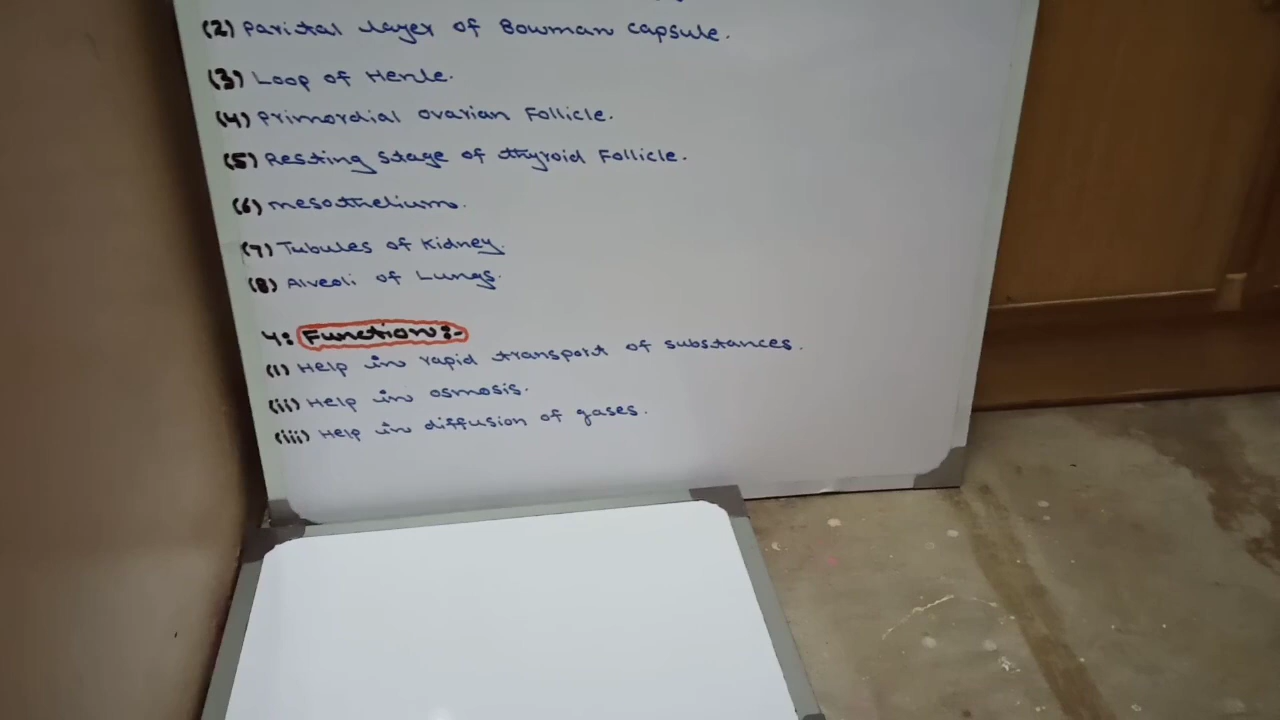 (2) Parital layer of Bowman capsule.
(3) Loop of Henle.
(4) Primordial ovarian Follicle.
(5) Resting stage of thyroid Follicle.
(6) mesothelium.
(7) Tubules of Kidney.
(8) Alveoli of Lungs.
4: Function:-
(i) Help in rapid transport of substances.
(ii) Help in osmosis.
(iii) Help in diffusion of gases.